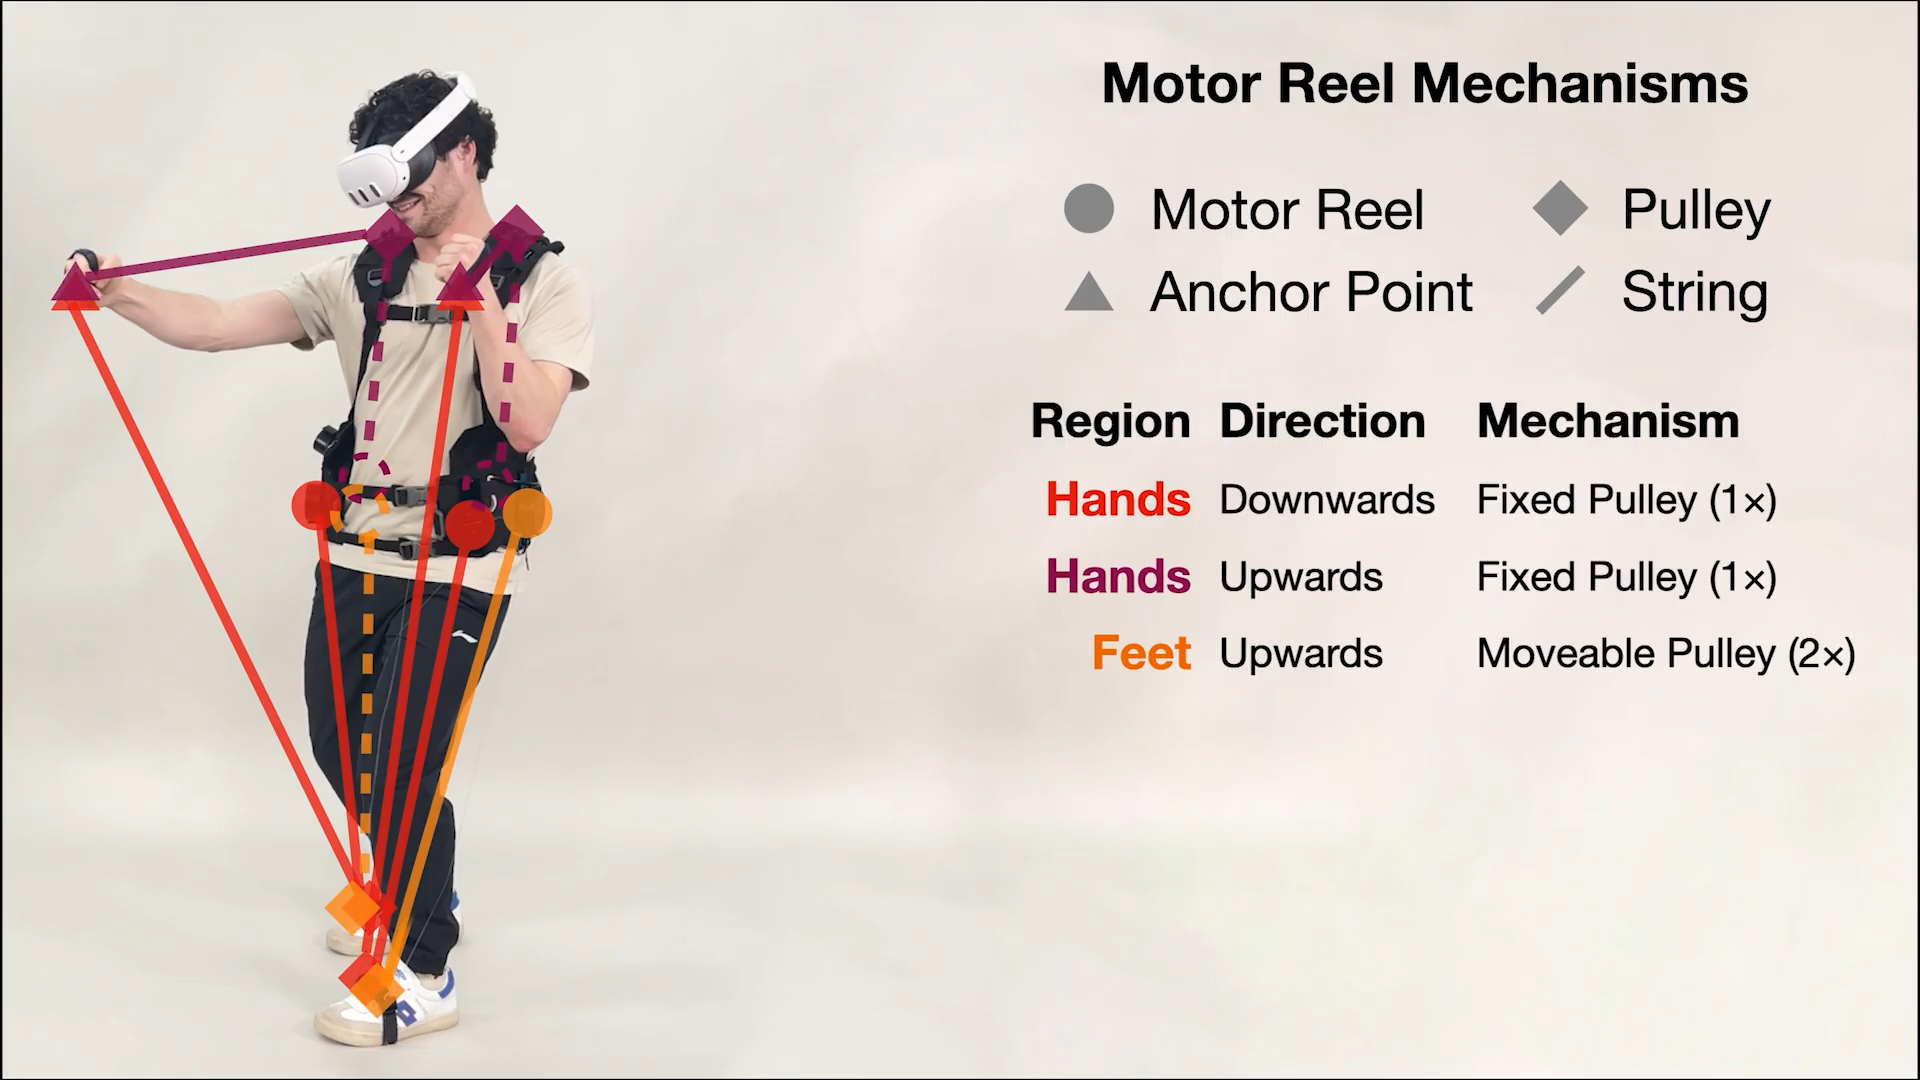 Motor Reel Mechanisms
Motor Reel Pulley
Anchor Point String
Region Direction Mechanism
Hands Downwards Fixed Pulley (1×)
Hands Upwards Fixed Pulley (1×)
Feet Upwards Moveable Pulley (2×)